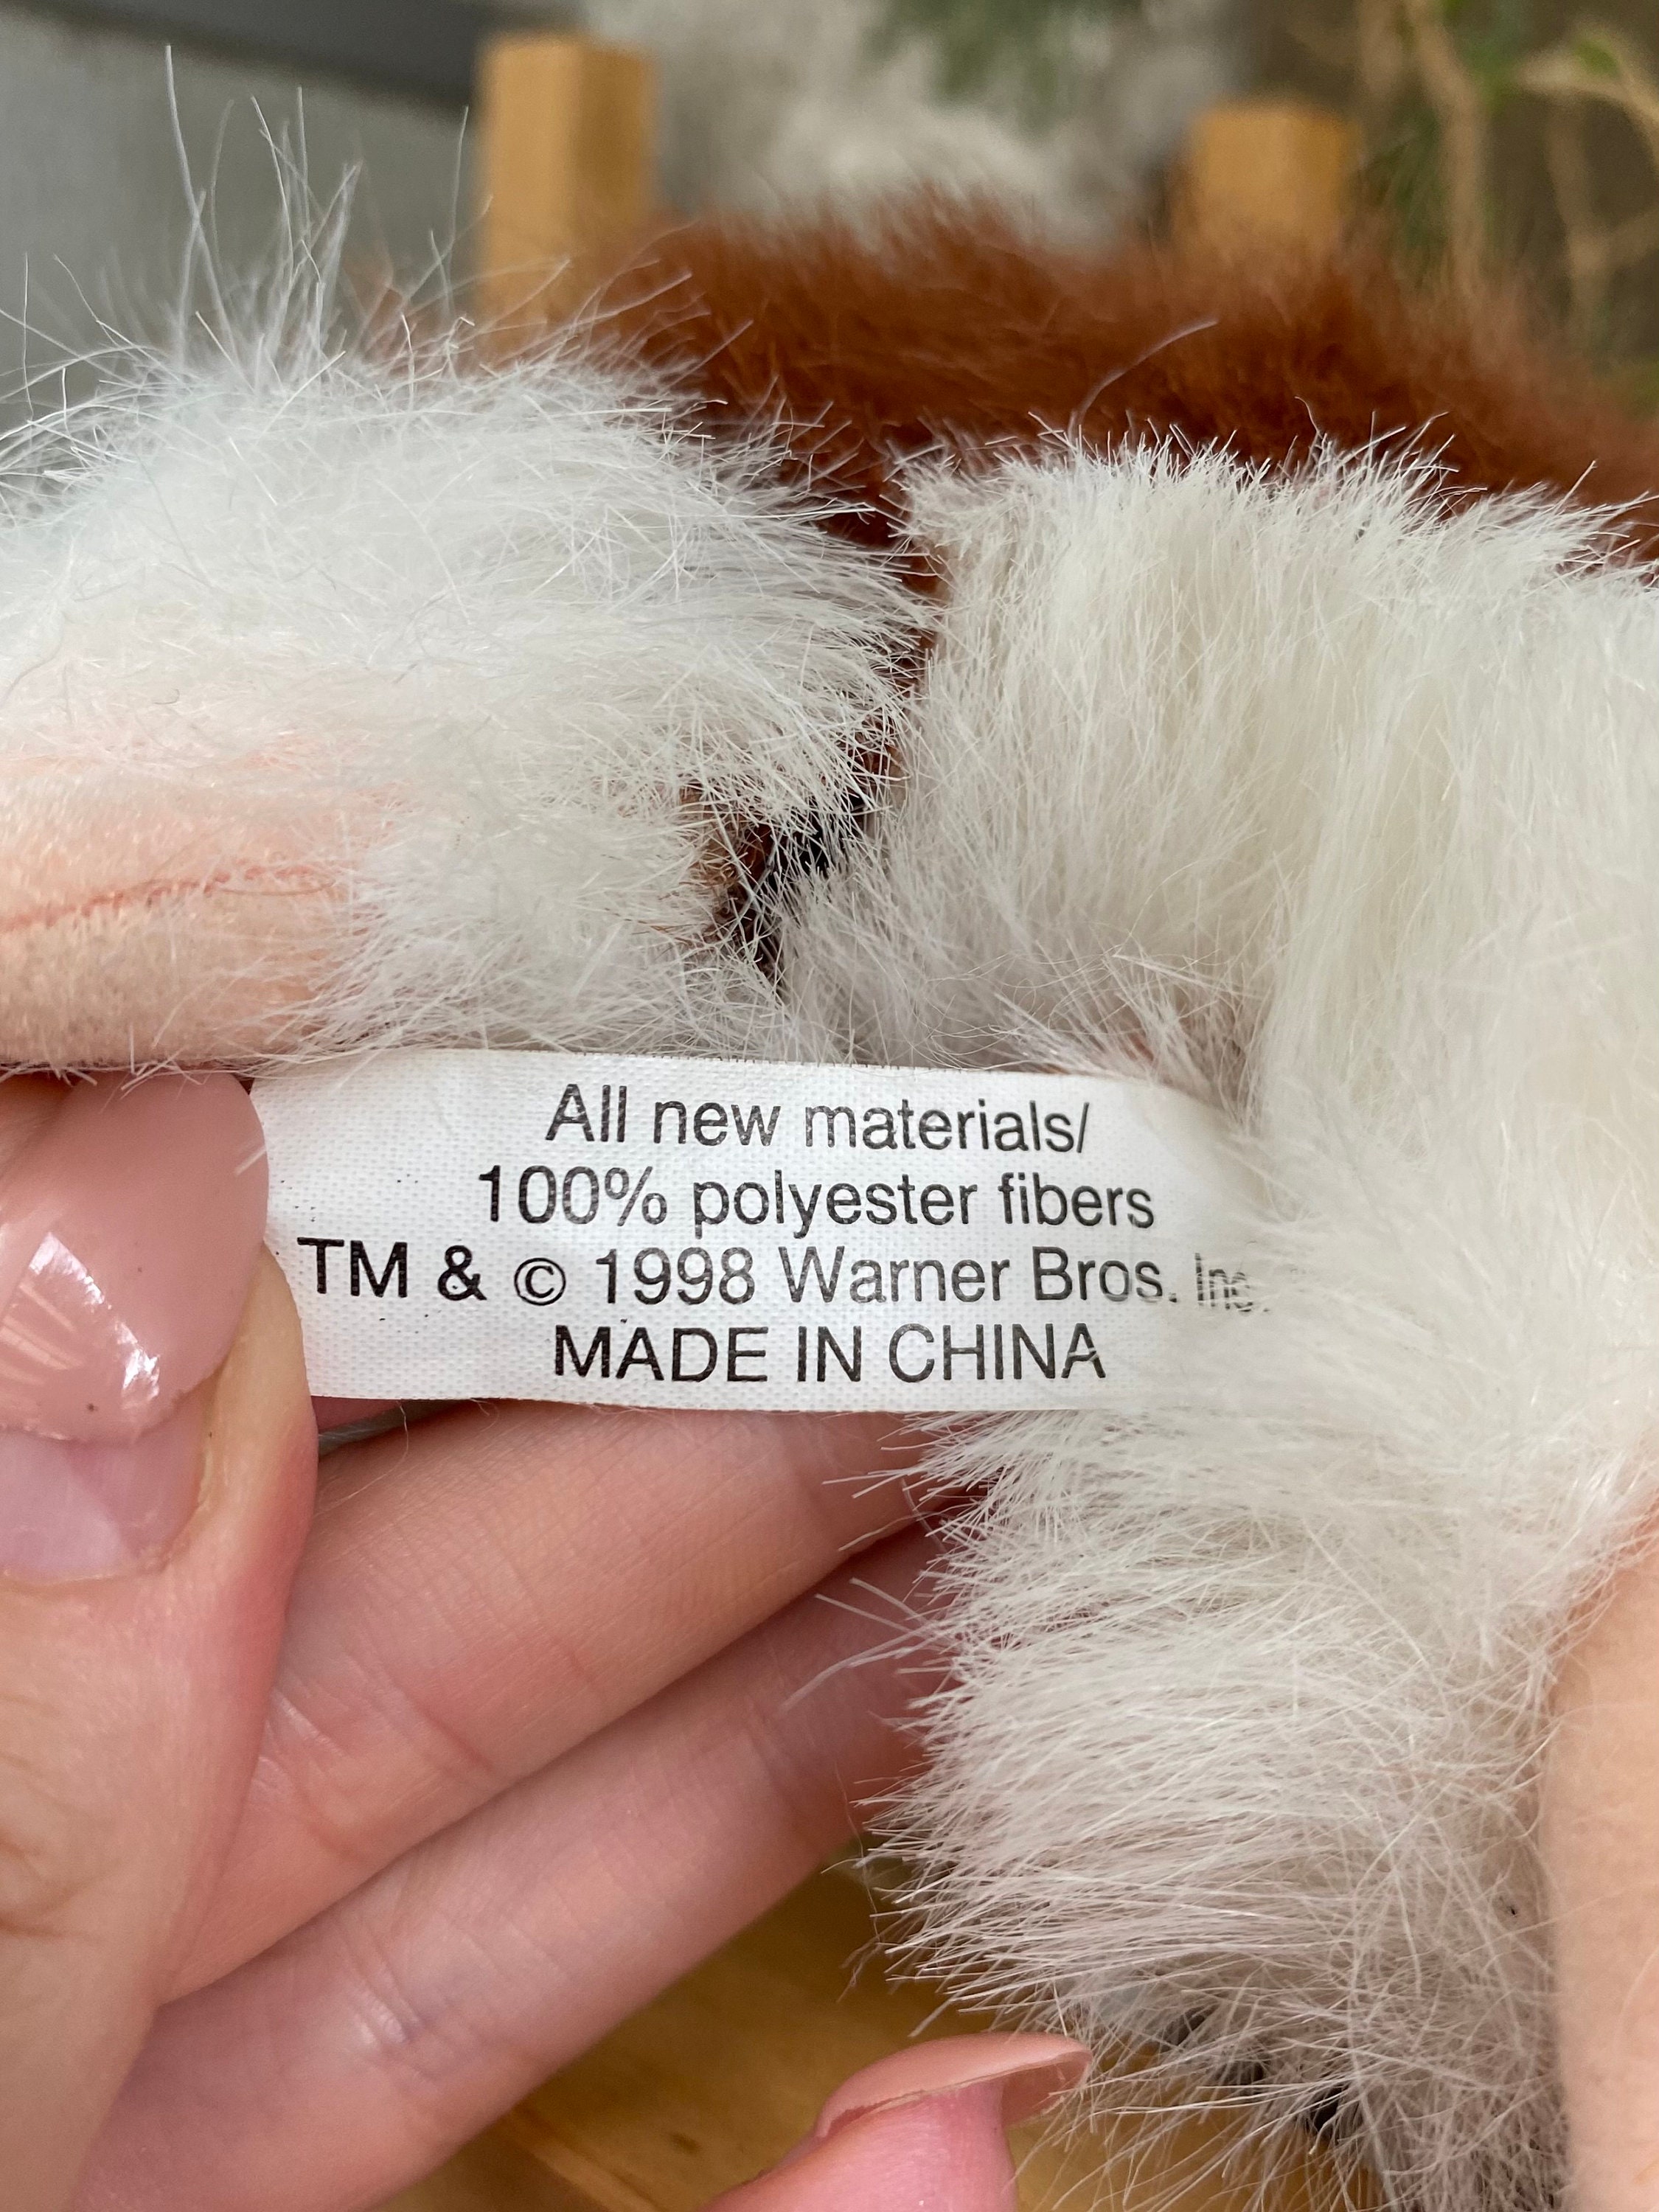 All new materials/
100% polyester fibers
TM & © 1998 Warner Bros. Inc.
MADE IN CHINA